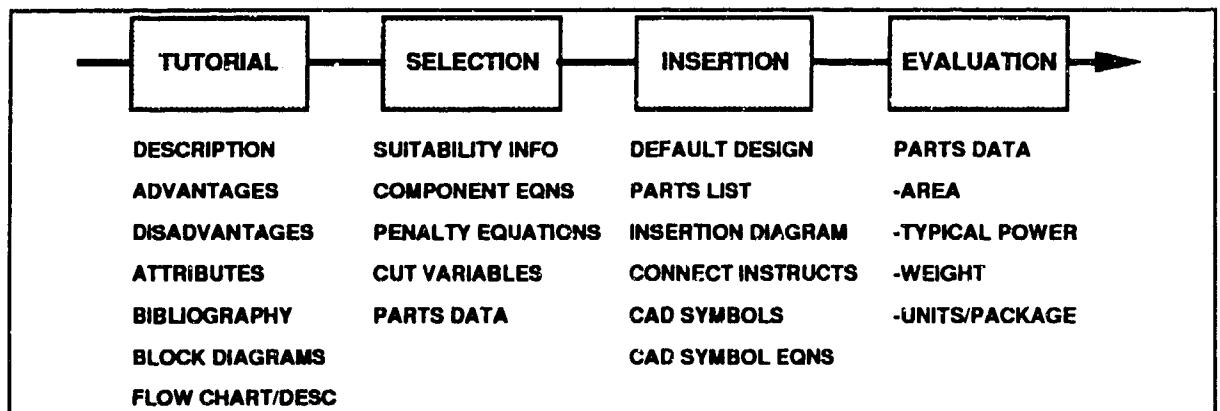 TUTORIAL SELECTION INSERTION EVALUATION
DESCRIPTION SUITABILITY INFO DEFAULT DESIGN PARTS DATA
ADVANTAGES COMPONENT EQNS PARTS LIST -AREA
DISADVANTAGES PENALTY EQUATIONS INSERTION DIAGRAM -TYPICAL POWER
ATTRIBUTES CUT VARIABLES CONNECT INSTRUCTS -WEIGHT
BIBLIOGRAPHY PARTS DATA CAD SYMBOLS -UNITS/PACKAGE
BLOCK DIAGRAMS CAD SYMBOL EQNS
FLOW CHART/DESC